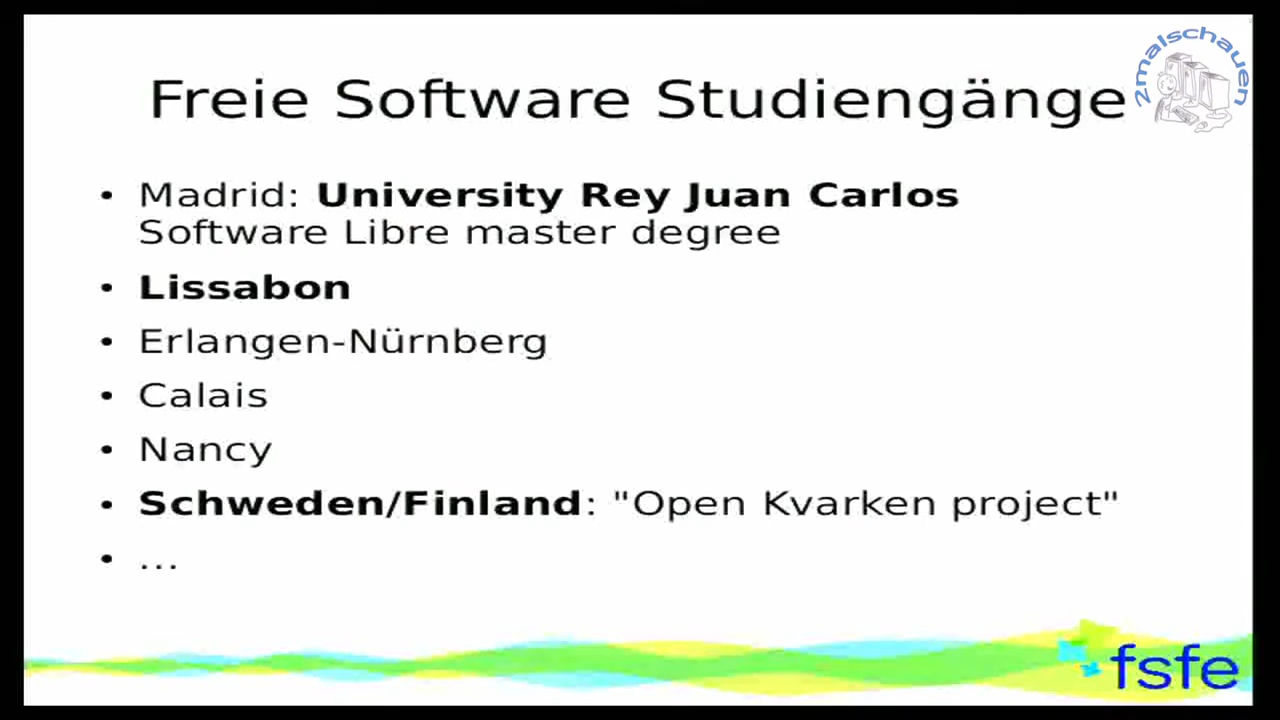 2malschauen
Freie Software Studiengänge
• Madrid: University Rey Juan Carlos
Software Libre master degree
• Lissabon
• Erlangen-Nürnberg
• Calais
• Nancy
• Schweden/Finland: "Open Kvarken project"
• ...
fsfe